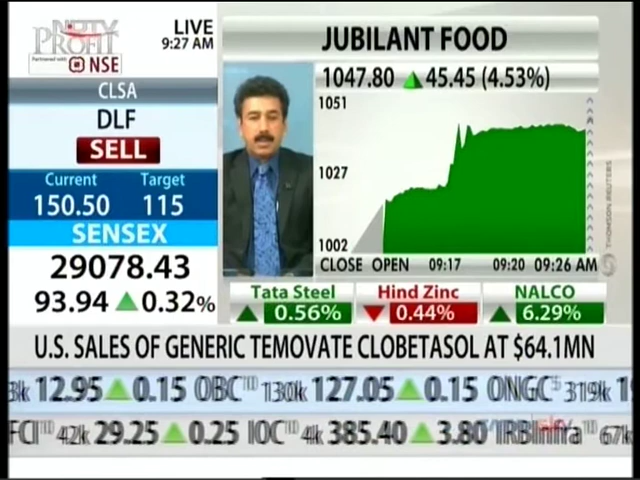 NDTV
PROFIT
Partnered with NSE
LIVE
9:27 AM
CLSA
DLF
SELL
Current Target
150.50 115
SENSEX
29078.43
93.94 ▲ 0.32%
JUBILANT FOOD
1047.80 ▲ 45.45 (4.53%)
1051
1027
1002
CLOSE OPEN 09:17 09:20 09:26 AM
THOMSON REUTERS
Tata Steel Hind Zinc NALCO
▲ 0.56% ▼ 0.44% ▲ 6.29%
U.S. SALES OF GENERIC TEMOVATE CLOBETASOL AT $64.1MN
12.95 ▲ 0.15 OBC 130k 127.05 ▲ 0.15 ONGC 319k
FCI 42k 29.25 ▲ 0.25 IOC 4k 385.40 ▲ 3.80 IRBInfra 67k